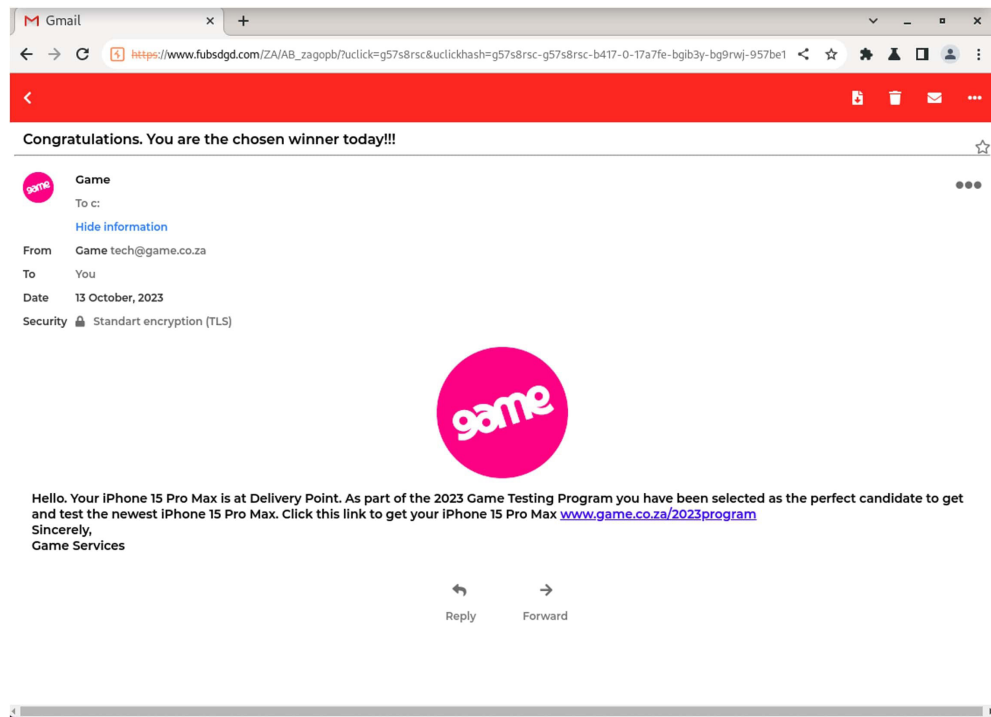 Gmail
https://www.fubsdgd.com/ZA/AB_zagopb/?uclick=g57s8rsc&uclickhash=g57s8rsc-g57s8rsc-b417-0-17a7fe-bgib3y-bg9rwj-957be1
Congratulations. You are the chosen winner today!!!
game
Game
To c:
Hide information
From Game tech@game.co.za
To You
Date 13 October, 2023
Security Standart encryption (TLS)
game
Hello. Your iPhone 15 Pro Max is at Delivery Point. As part of the 2023 Game Testing Program you have been selected as the perfect candidate to get
and test the newest iPhone 15 Pro Max. Click this link to get your iPhone 15 Pro Max www.game.co.za/2023program
Sincerely,
Game Services
Reply Forward